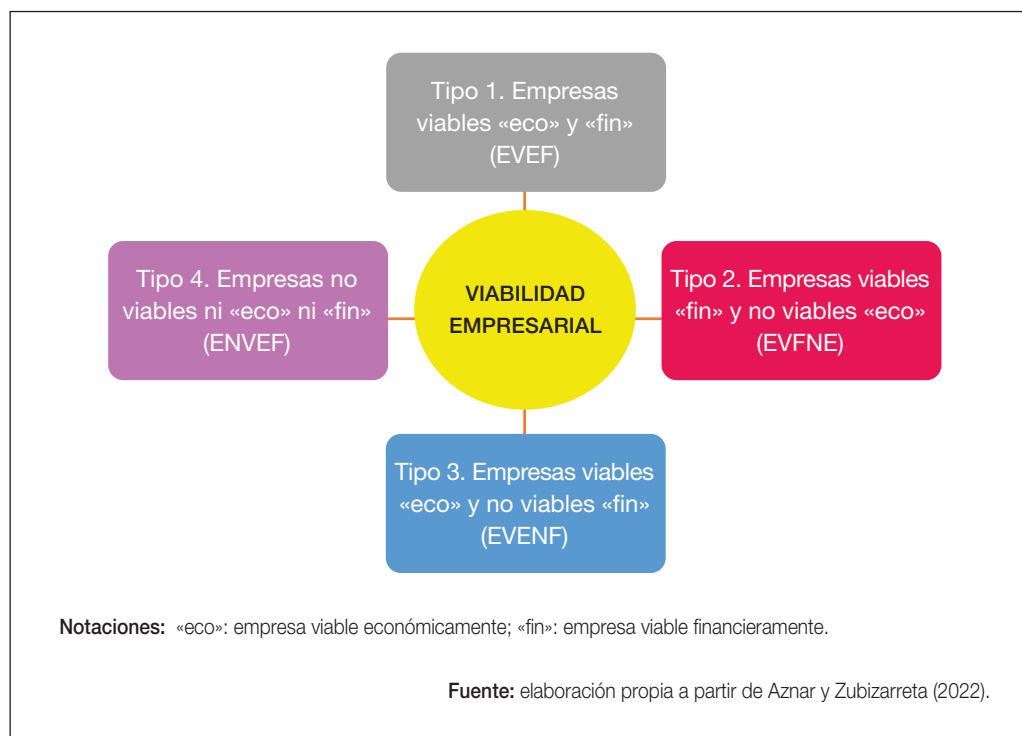 Tipo 1. Empresas
viables «eco» y «fin»
(EVEF)
Tipo 4. Empresas no
viables ni «eco» ni «fin»
(ENVEF)
VIABILIDAD
EMPRESARIAL
Tipo 2. Empresas viables
«fin» y no viables «eco»
(EVFNE)
Tipo 3. Empresas viables
«eco» y no viables «fin»
(EVENF)
Notaciones: «eco»: empresa viable económicamente; «fin»: empresa viable financieramente.
Fuente: elaboración propia a partir de Aznar y Zubizarreta (2022).